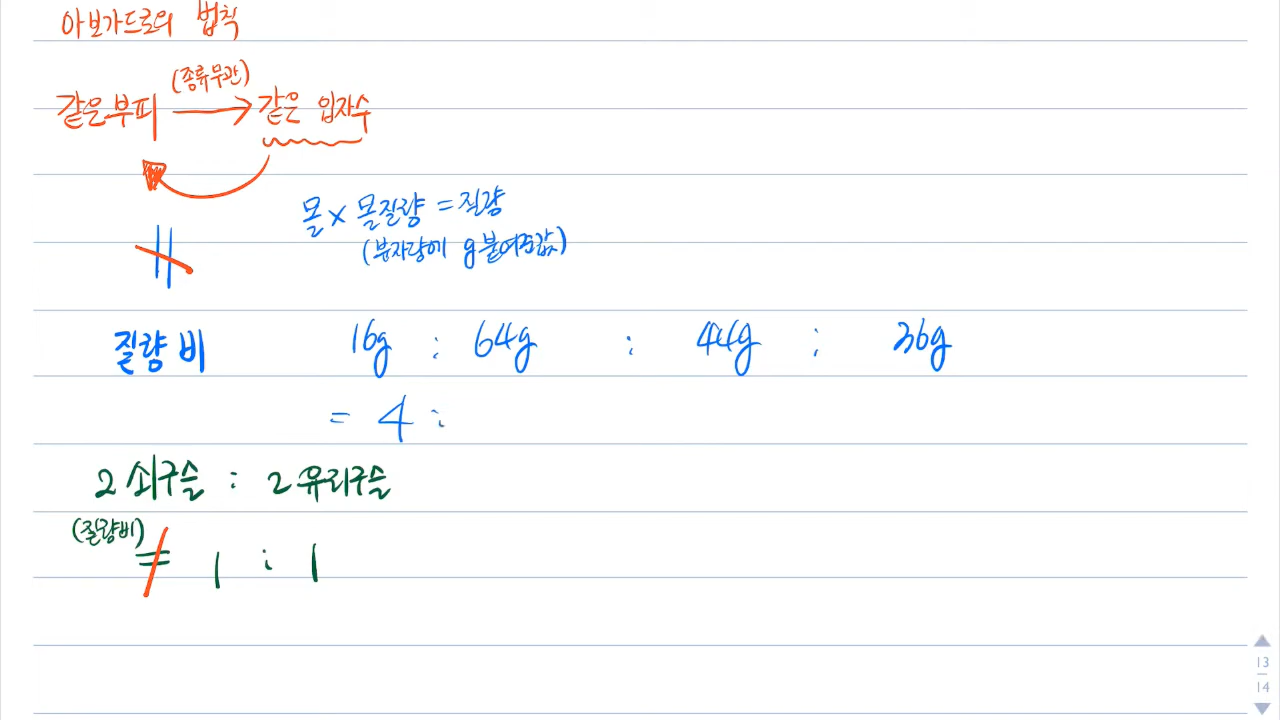 아보가드로의 법칙
(종류무관)
같은부피 → 같은 입자수
몰 × 몰질량 = 질량
(분자량에 g붙여준값)
질량비 16g : 64g : 44g : 36g
= 4 :
2 쇠구슬 : 2 유리구슬
(질량비)
≠ 1 : 1
13
14